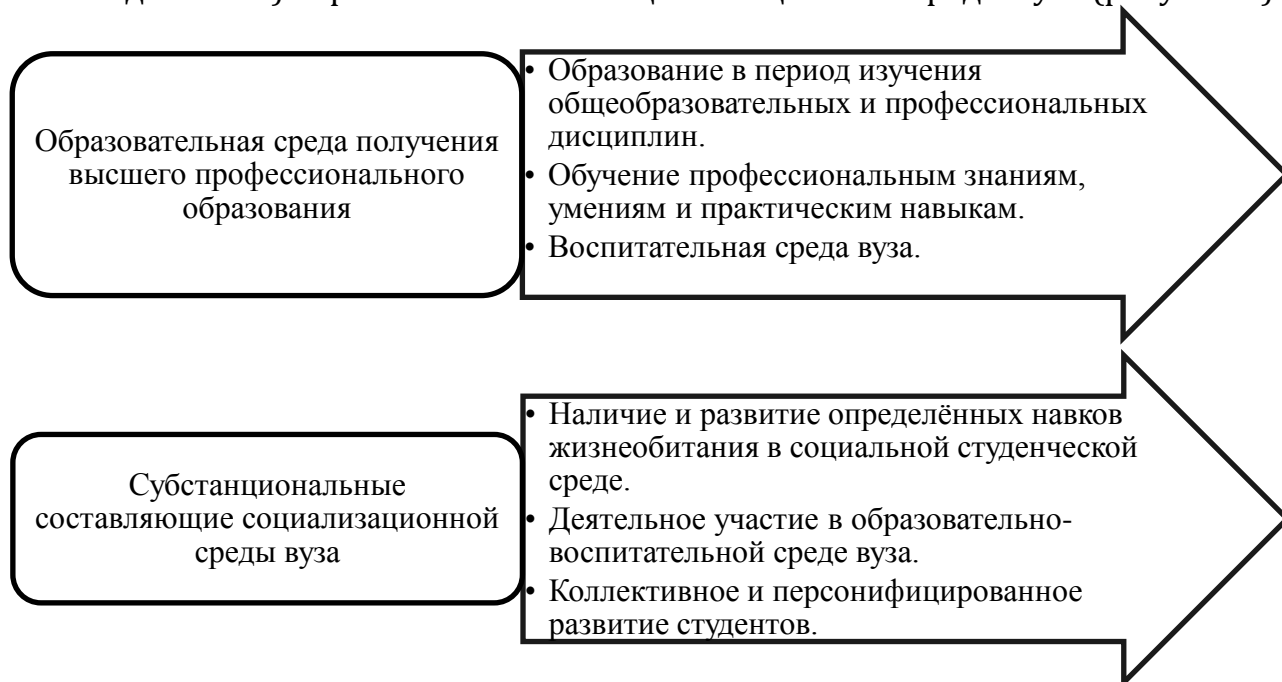 Образовательная среда получения
высшего профессионального
образования
• Образование в период изучения
общеобразовательных и профессиональных
дисциплин.
• Обучение профессиональным знаниям,
умениям и практическим навыкам.
• Воспитательная среда вуза.
Субстанциональные
составляющие социализационной
среды вуза
• Наличие и развитие определённых навков
жизнеобитания в социальной студенческой
среде.
• Деятельное участие в образовательно-
воспитательной среде вуза.
• Коллективное и персонифицированное
развитие студентов.